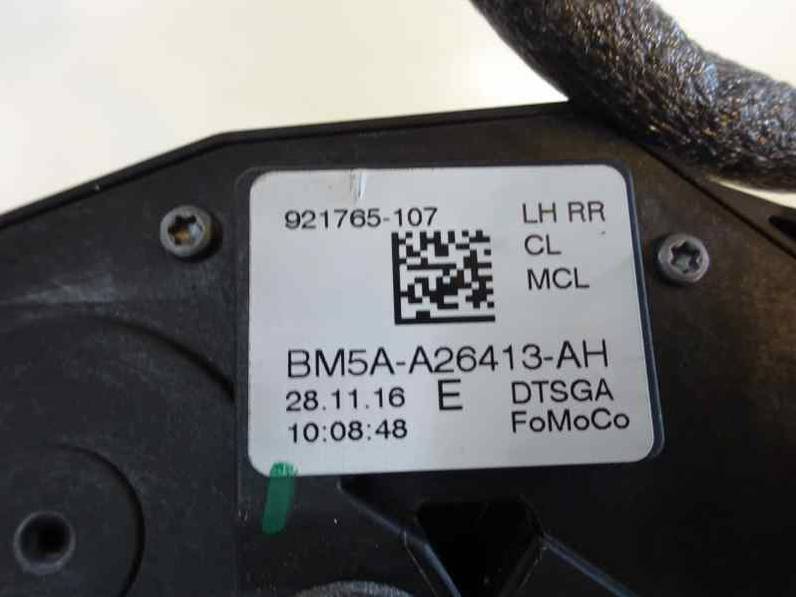 921765-107 LH RR
CL
MCL
BM5A-A26413-AH
28.11.16 E DTSGA
10:08:48 FoMoCo